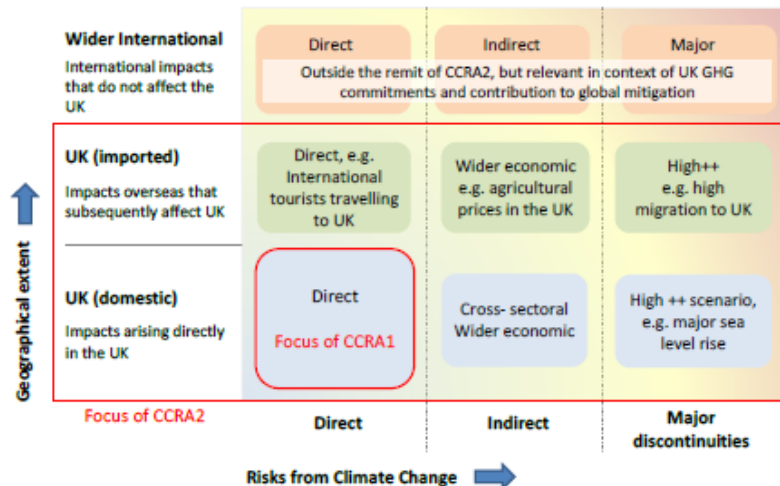 Wider International
International impacts
that do not affect the
UK
Direct
Indirect
Major
Outside the remit of CCRA2, but relevant in context of UK GHG
commitments and contribution to global mitigation
UK (imported)
Impacts overseas that
subsequently affect UK
Direct, e.g.
International
tourists travelling
to UK
Wider economic
e.g. agricultural
prices in the UK
High++
e.g. high
migration to UK
UK (domestic)
Impacts arising directly
in the UK
Direct
Focus of CCRA1
Cross- sectoral
Wider economic
High ++ scenario,
e.g. major sea
level rise
Geographical extent
Focus of CCRA2
Direct
Indirect
Major
discontinuities
Risks from Climate Change